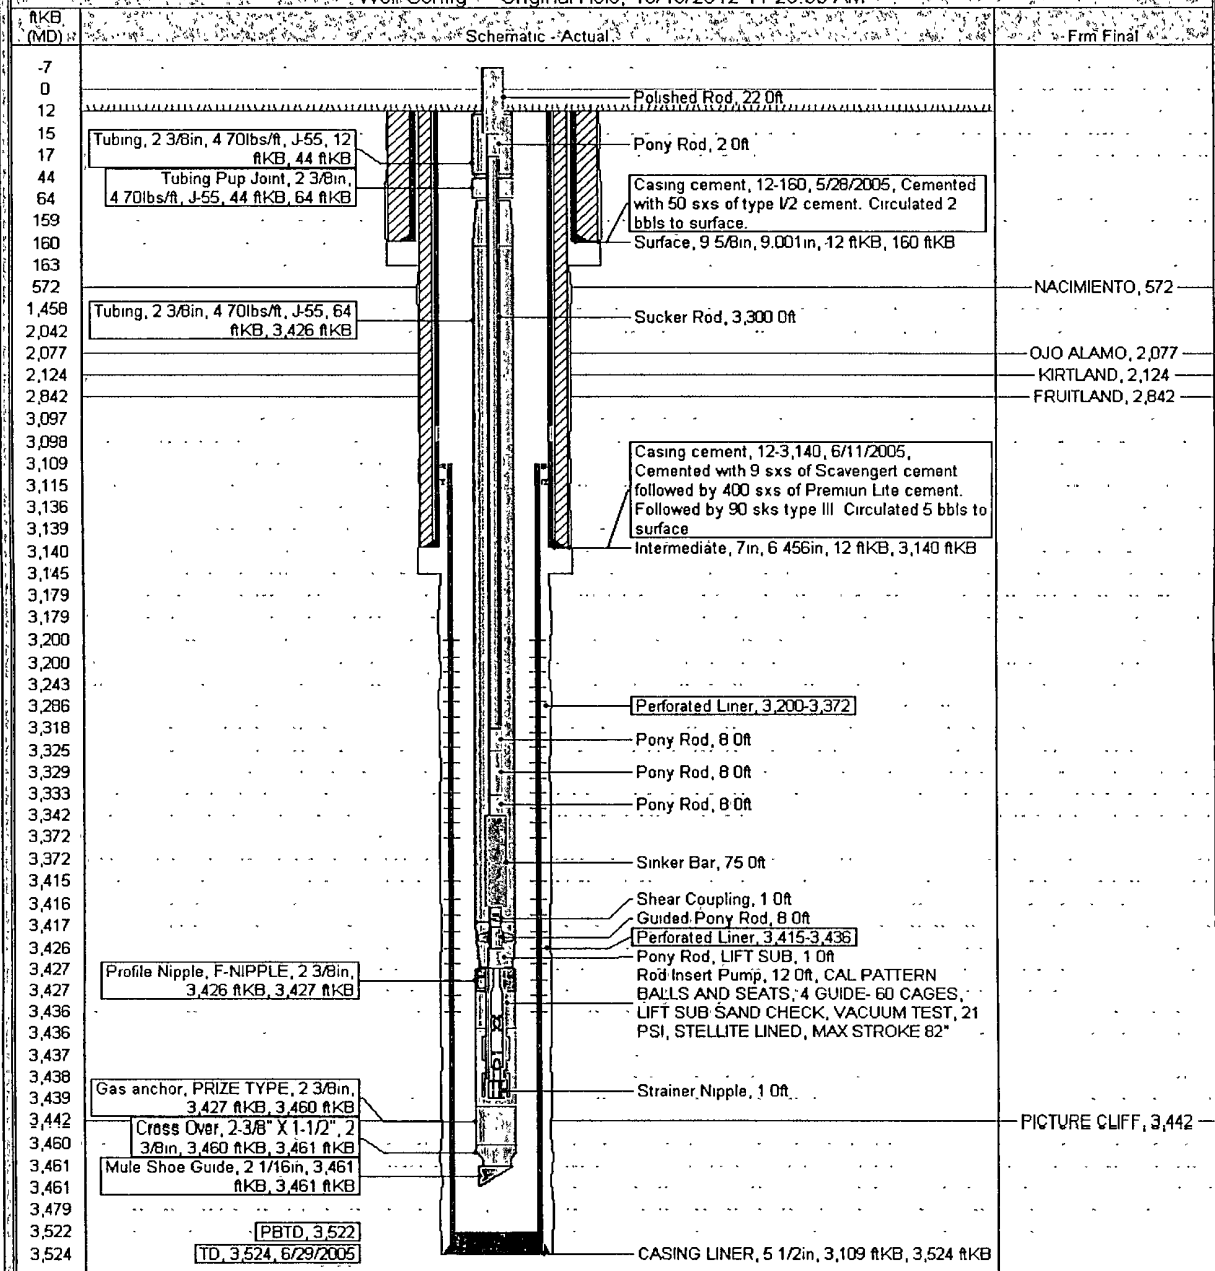 Well Config - Original Hole, 10/16/2012 11 20:00 AM
ftKB (MD)
Schematic - Actual
Frm Final
-7
0
12
15
17
44
64
159
160
163
572
1,458
2,042
2,077
2,124
2,842
3,097
3,098
3,109
3,115
3,136
3,139
3,140
3,145
3,179
3,179
3,200
3,200
3,243
3,286
3,318
3,325
3,329
3,333
3,342
3,372
3,372
3,415
3,416
3,417
3,426
3,427
3,427
3,436
3,436
3,437
3,438
3,439
3,442
3,460
3,461
3,461
3,479
3,522
3,524
Tubing, 2 3/8in, 4 70lbs/ft, J-55, 12
ftKB, 44 ftKB
Tubing Pup Joint, 2 3/8in,
4 70lbs/ft, J-55, 44 ftKB, 64 ftKB
Tubing, 2 3/8in, 4 70lbs/ft, J-55, 64
ftKB, 3,426 ftKB
Profile Nipple, F-NIPPLE, 2 3/8in,
3,426 ftKB, 3,427 ftKB
Gas anchor, PRIZE TYPE, 2 3/8in,
3,427 ftKB, 3,460 ftKB
Cross Over, 2-3/8" X 1-1/2", 2
3/8in, 3,460 ftKB, 3,461 ftKB
Mule Shoe Guide, 2 1/16in, 3,461
ftKB, 3,461 ftKB
PBTD, 3,522
TD, 3,524, 6/29/2005
Polished Rod, 22 0ft
Pony Rod, 2 0ft
Casing cement, 12-160, 5/28/2005, Cemented
with 50 sxs of type I/2 cement. Circulated 2
bbls to surface.
Surface, 9 5/8in, 9.001in, 12 ftKB, 160 ftKB
Sucker Rod, 3,300 0ft
Casing cement, 12-3,140, 6/11/2005,
Cemented with 9 sxs of Scavengert cement
followed by 400 sxs of Premiun Lite cement.
Followed by 90 sks type III Circulated 5 bbls to
surface
Intermediate, 7in, 6 456in, 12 ftKB, 3,140 ftKB
Perforated Liner, 3,200-3,372
Pony Rod, 8 0ft
Pony Rod, 8 0ft
Pony Rod, 8 0ft
Sinker Bar, 75 0ft
Shear Coupling, 1 0ft
Guided Pony Rod, 8 0ft
Perforated Liner, 3,415-3,436
Pony Rod, LIFT SUB, 1 0ft
Rod Insert Pump, 12 0ft, CAL PATTERN
BALLS AND SEATS, 4 GUIDE- 60 CAGES,
LIFT SUB SAND CHECK, VACUUM TEST, 21
PSI, STELLITE LINED, MAX STROKE 82"
Strainer Nipple, 1 0ft
CASING LINER, 5 1/2in, 3,109 ftKB, 3,524 ftKB
NACIMIENTO, 572
OJO ALAMO, 2,077
KIRTLAND, 2,124
FRUITLAND, 2,842
PICTURE CLIFF, 3,442